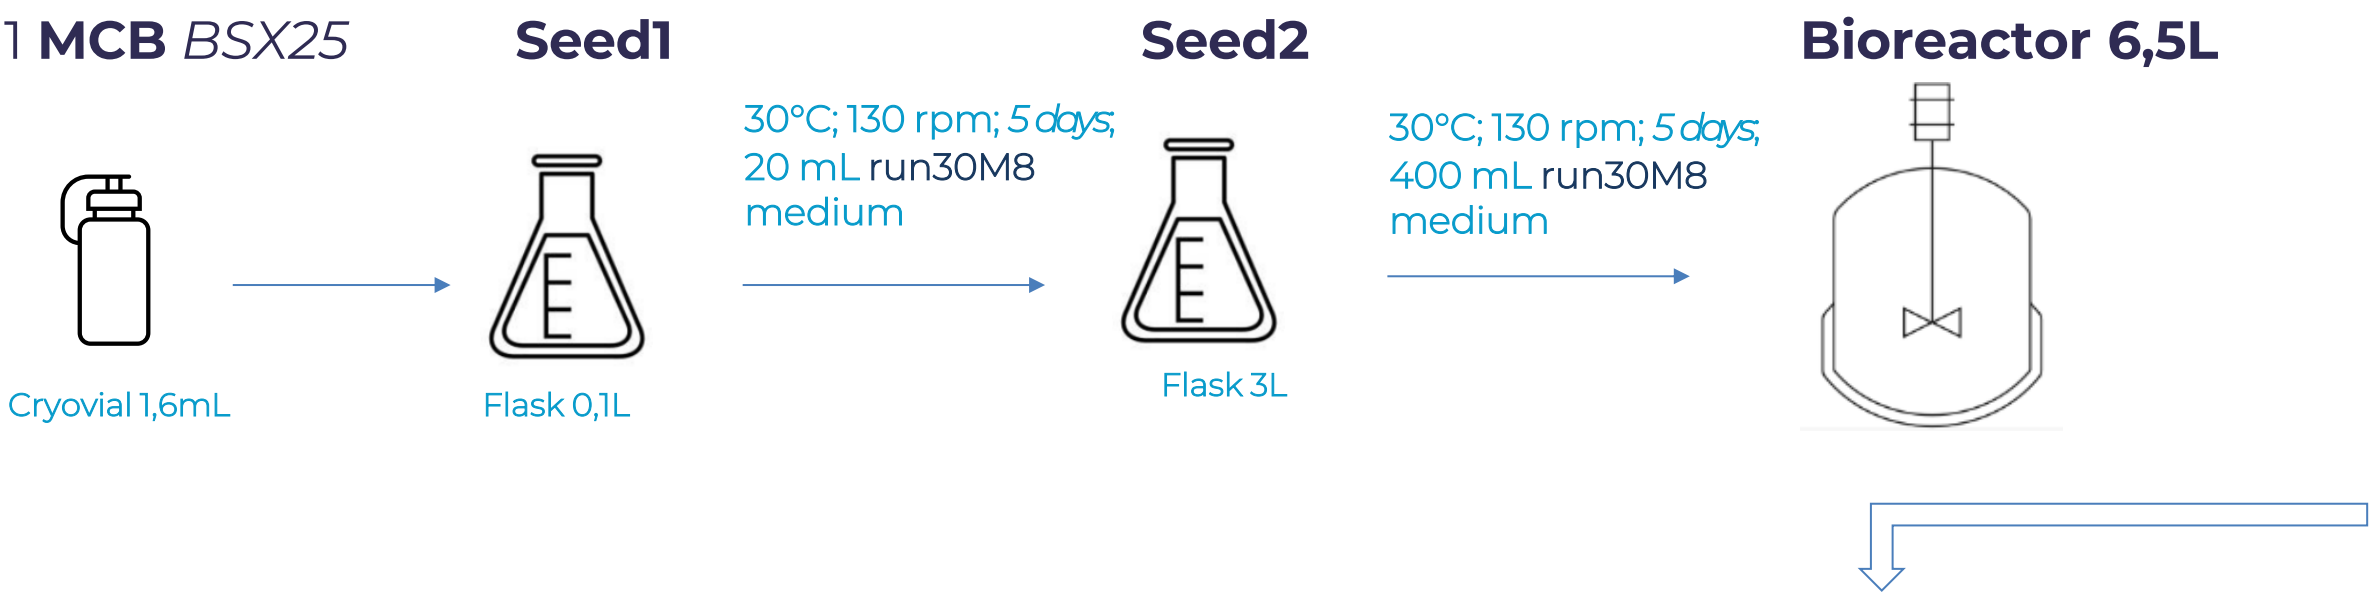 1 MCB BSX25
Seed1
Seed2
Bioreactor 6,5L
30°C; 130 rpm; 5 days;
20 mL run30M8
medium
30°C; 130 rpm; 5 days;
400 mL run30M8
medium
Cryovial 1,6mL
Flask 0,1L
Flask 3L